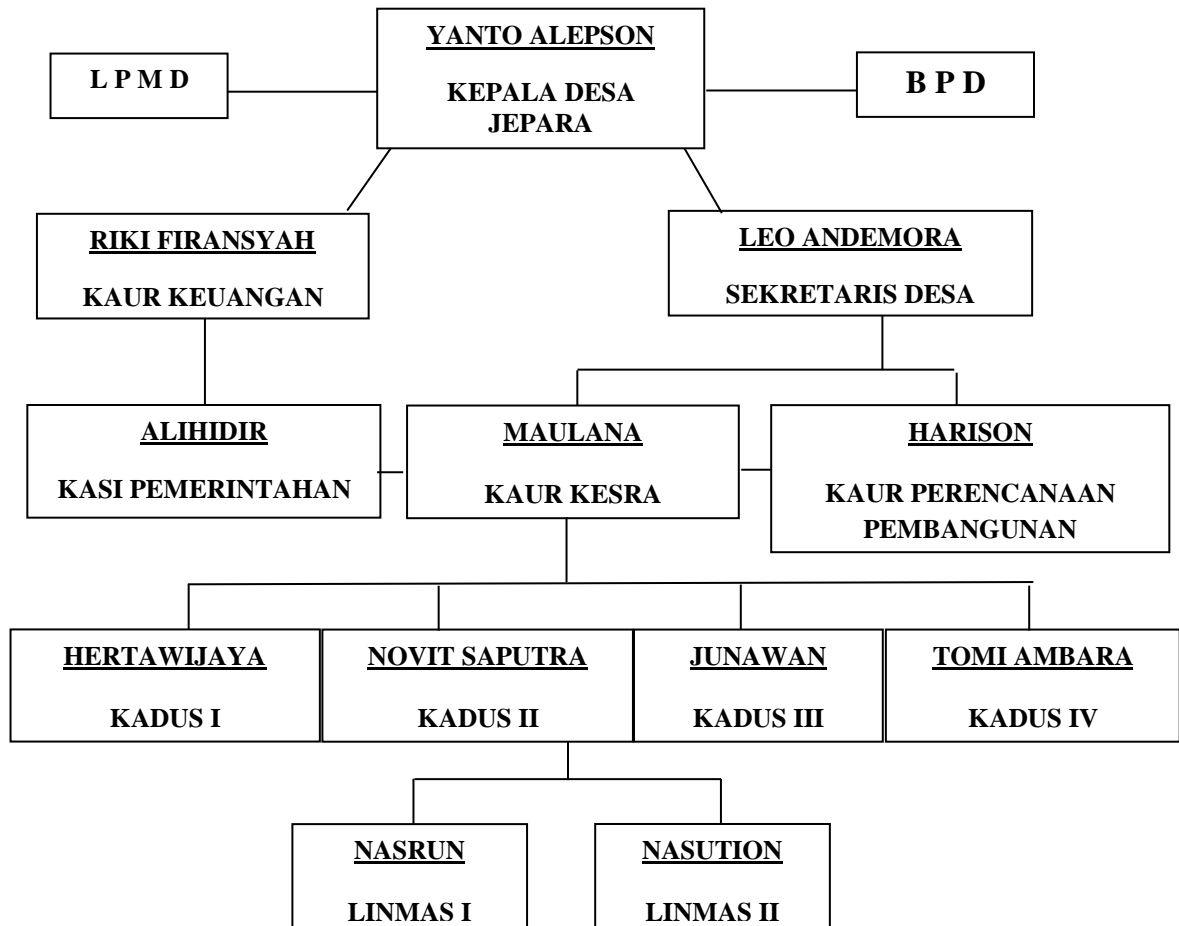 YANTO ALEPSON
KEPALA DESA
JEPARA
L P M D
B P D
RIKI FIRANSYAH
KAUR KEUANGAN
LEO ANDEMORA
SEKRETARIS DESA
ALIHIDIR
KASI PEMERINTAHAN
MAULANA
KAUR KESRA
HARISON
KAUR PERENCANAAN
PEMBANGUNAN
HERTAWIJAYA
KADUS I
NOVIT SAPUTRA
KADUS II
JUNAWAN
KADUS III
TOMI AMBARA
KADUS IV
NASRUN
LINMAS I
NASUTION
LINMAS II